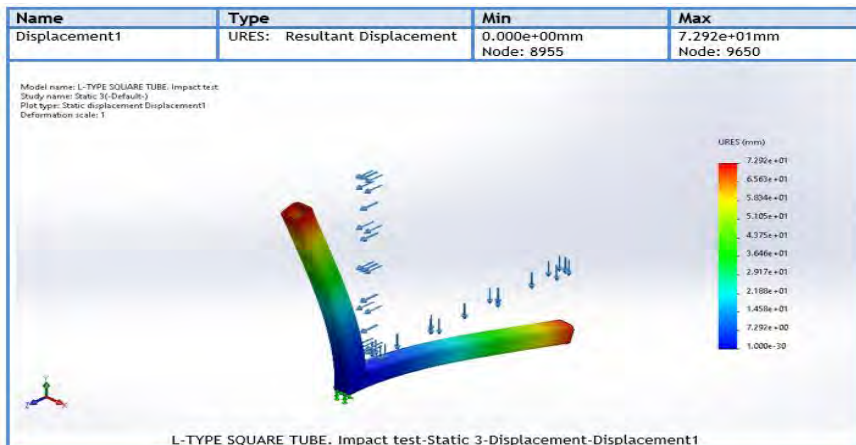 Name Type Min Max
Displacement1 URES: Resultant Displacement 0.000e+00mm 7.292e+01mm
Node: 8955 Node: 9650
Model name: L-TYPE SQUARE TUBE. Impact test
Study name: Static 3(-Default-)
Plot type: Static displacement Displacement1
Deformation scale: 1
URES (mm)
7.292e+01
6.563e+01
5.834e+01
5.105e+01
4.375e+01
3.646e+01
2.917e+01
2.188e+01
1.458e+01
7.292e+00
1.000e-30
Y
Z X
L-TYPE SQUARE TUBE. Impact test-Static 3-Displacement-Displacement1